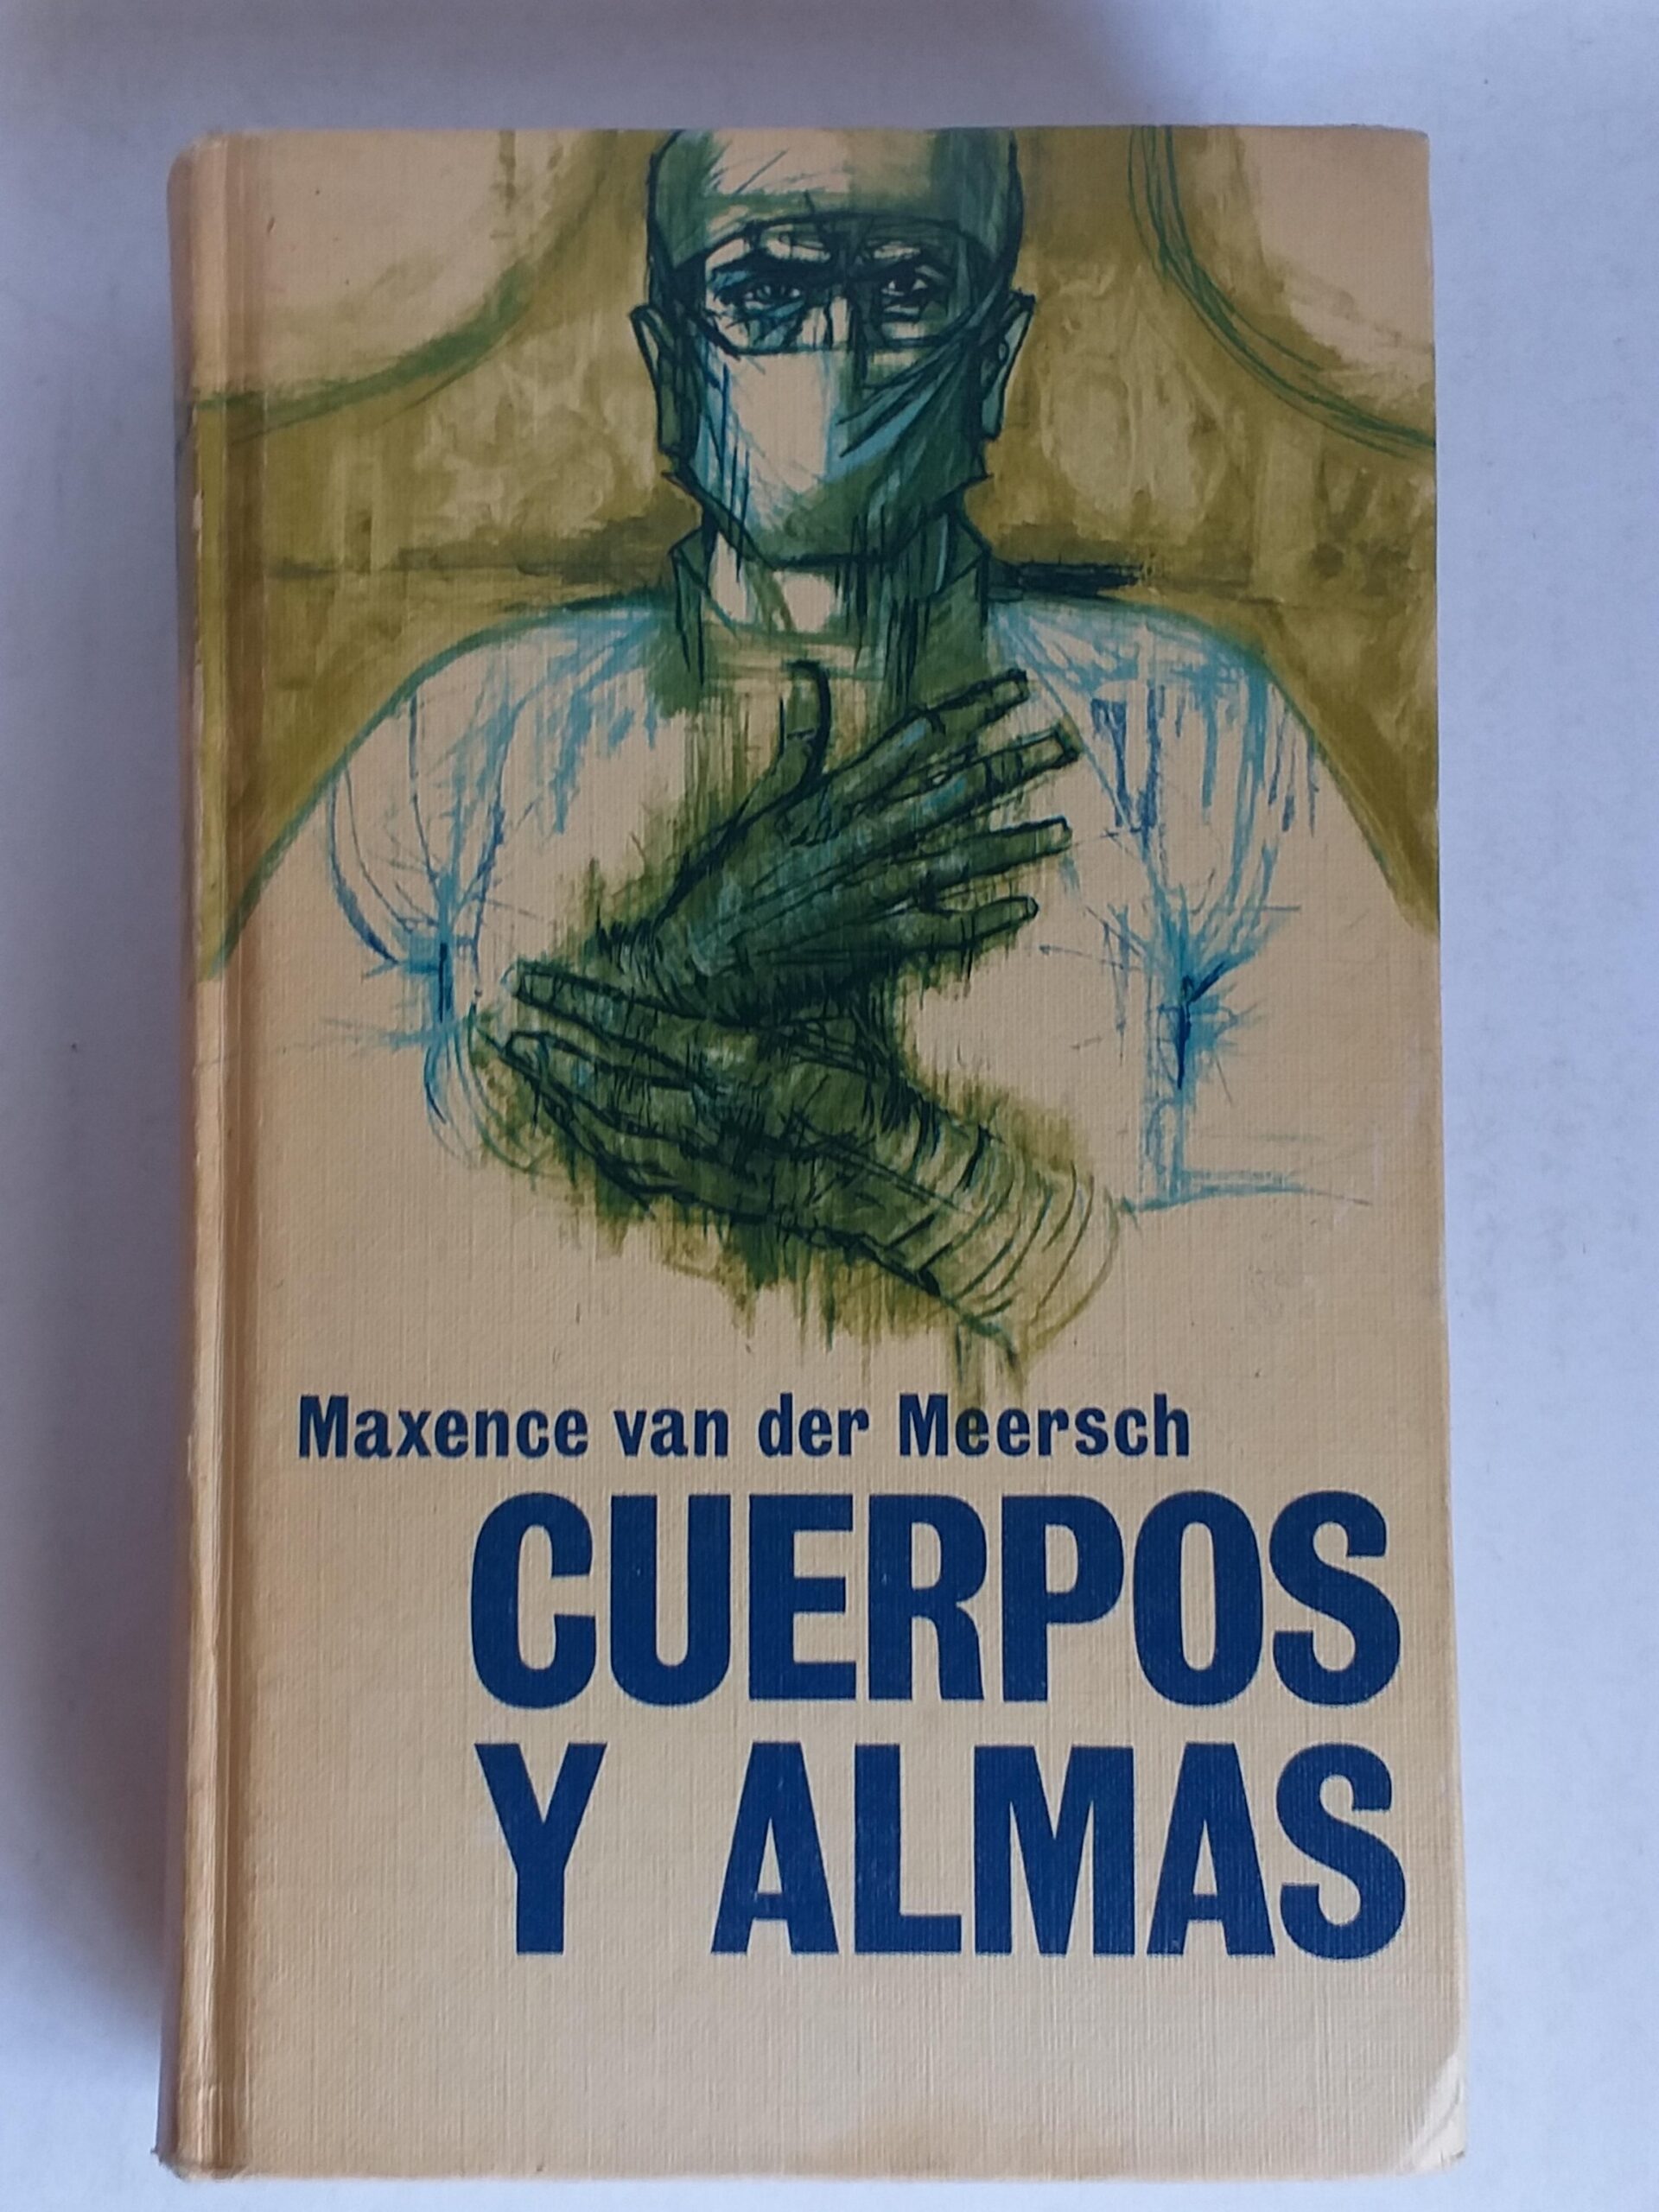 Maxence van der Meersch
CUERPOS
Y ALMAS